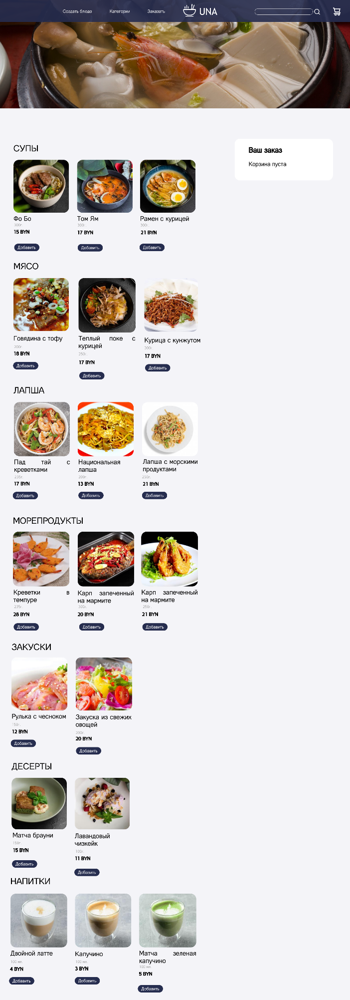 Создать блюдо
Категории
Заказать
UNA
Ваш заказ
Корзина пуста
СУПЫ
Фо Бо
300г.
15 BYN
Добавить
Том Ям
300г.
17 BYN
Добавить
Рамен с курицей
300г.
21 BYN
Добавить
МЯСО
Говядина с тофу
200г
18 BYN
Добавить
Теплый поке с
курицей
250г.
17 BYN
Добавить
Курица с кунжутом
200г.
17 BYN
Добавить
ЛАПША
Пад тай с
креветками
235г.
17 BYN
Добавить
Национальная
лапша
200г.
13 BYN
Добавить
Лапша с морскими
продуктами
250г.
21 BYN
Добавить
МОРЕПРОДУКТЫ
Креветки в
темпуре
235г.
28 BYN
Добавить
Карп запеченный
на мармите
300г.
20 BYN
Добавить
Карп запеченный
на мармите
250г.
21 BYN
Добавить
ЗАКУСКИ
Рулька с чесноком
150г.
12 BYN
Добавить
Закуска из свежих
овощей
200г.
20 BYN
Добавить
ДЕСЕРТЫ
Матча брауни
150г.
15 BYN
Добавить
Лавандовый
чизкейк
100г.
11 BYN
Добавить
НАПИТКИ
Двойной латте
100 мл.
4 BYN
Добавить
Капучино
100 мл.
3 BYN
Добавить
Матча зеленая
капучино
100 мл.
5 BYN
Добавить